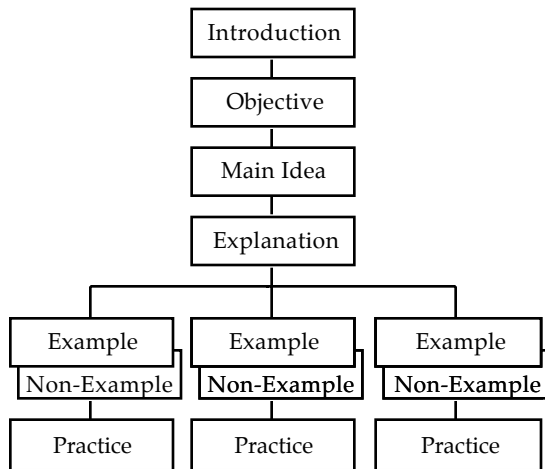 Introduction
Objective
Main Idea
Explanation
Example Example Example
Non-Example Non-Example Non-Example
Practice Practice Practice